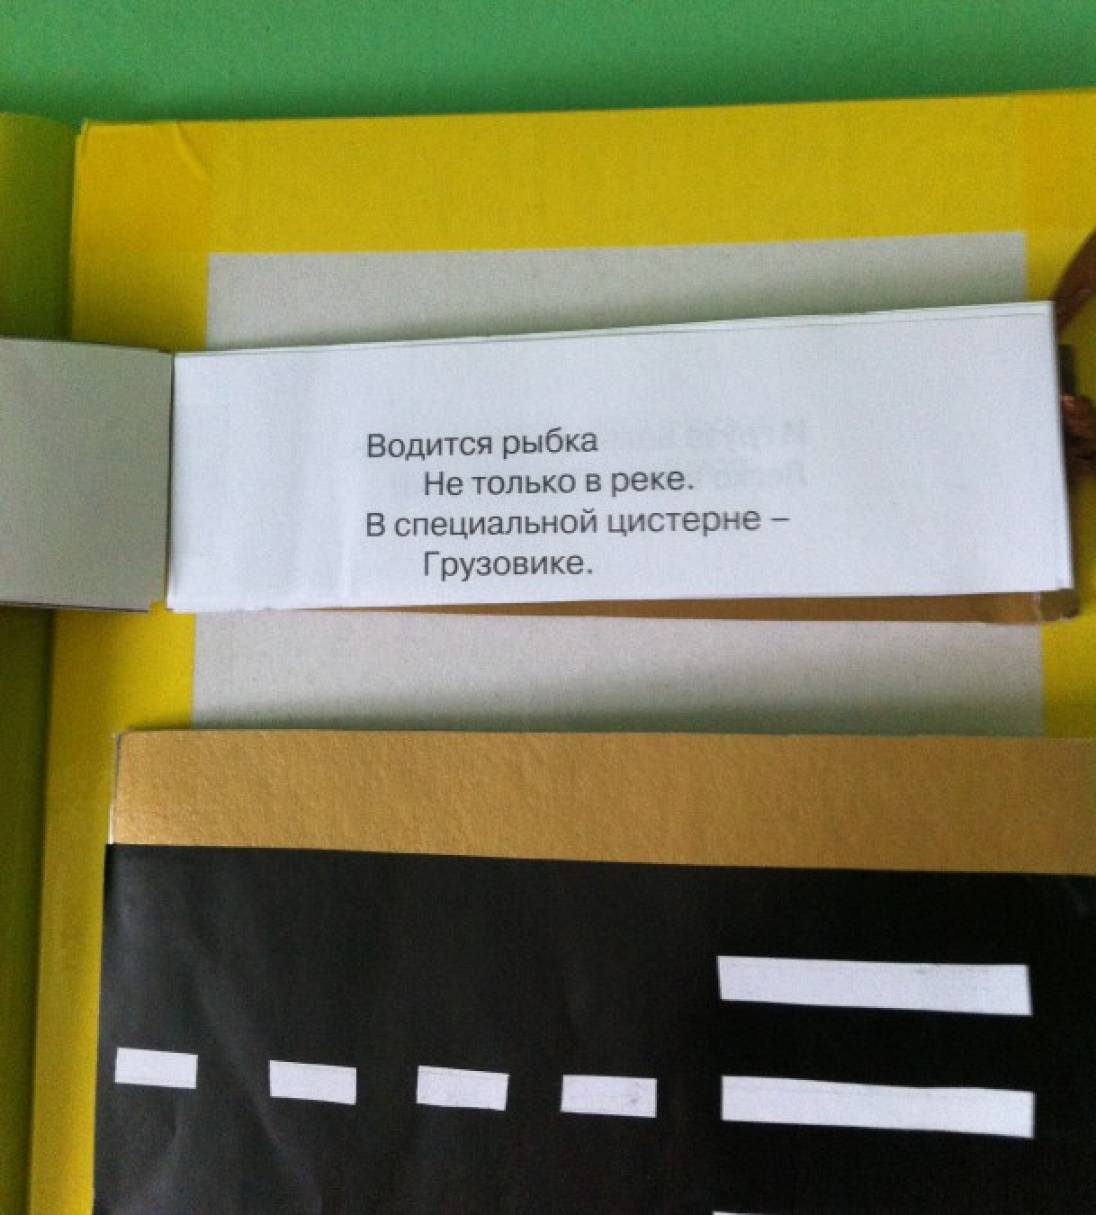 Водится рыбка
Не только в реке.
В специальной цистерне –
Грузовике.